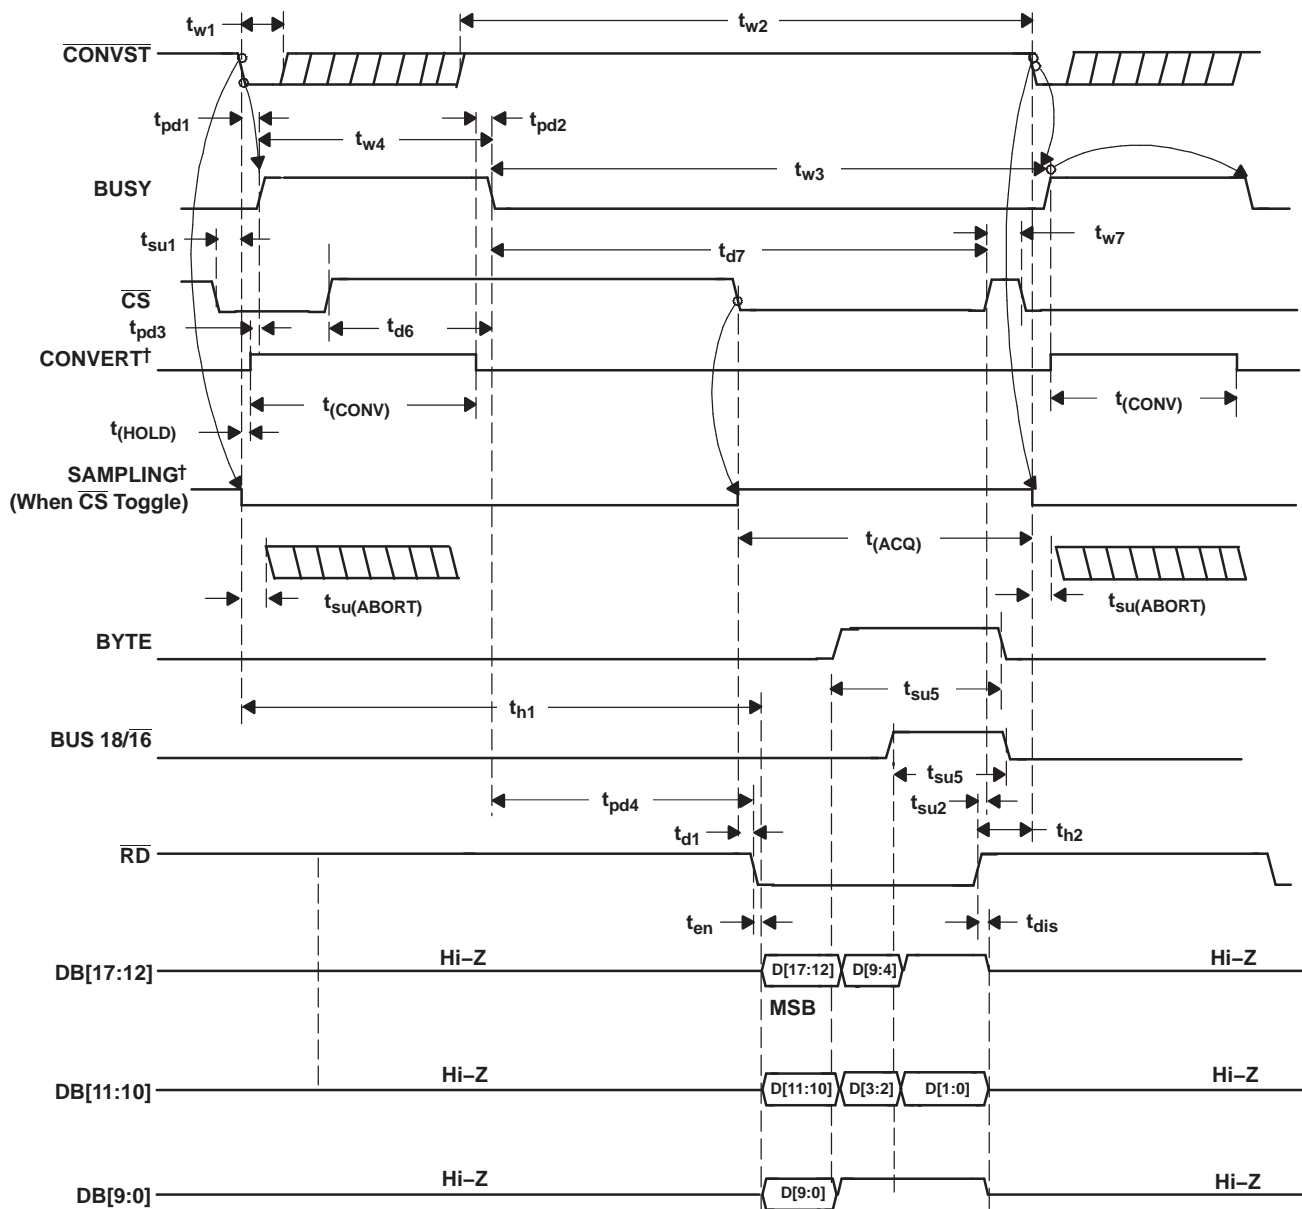 tw1
tw2
CONVST
tpd1
tw4
tpd2
tw3
BUSY
tsu1
td7
tw7
CS
tpd3
td6
CONVERT†
t(CONV)
t(CONV)
t(HOLD)
SAMPLING†
(When CS Toggle)
t(ACQ)
tsu(ABORT)
tsu(ABORT)
BYTE
tsu5
th1
BUS 18/16
tsu5
tpd4
tsu2
td1
th2
RD
ten
tdis
Hi–Z
Hi–Z
DB[17:12]
D[17:12]
D[9:4]
MSB
Hi–Z
Hi–Z
DB[11:10]
D[11:10]
D[3:2]
D[1:0]
Hi–Z
Hi–Z
DB[9:0]
D[9:0]